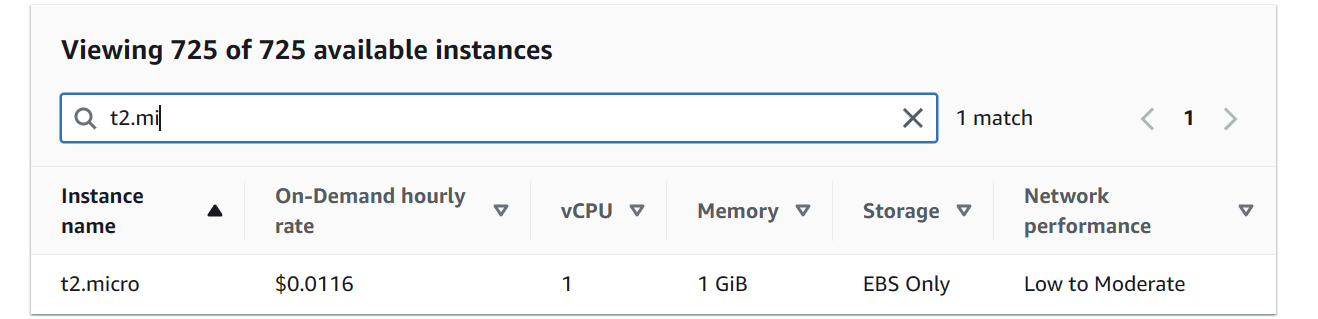 Viewing 725 of 725 available instances
t2.mi
1 match
1
Instance name
On-Demand hourly rate
vCPU
Memory
Storage
Network performance
t2.micro
$0.0116
1
1 GiB
EBS Only
Low to Moderate